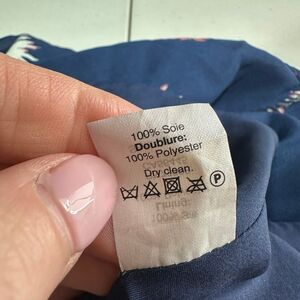 100% Soie
Doublure:
100% Polyester
Dry clean.
P